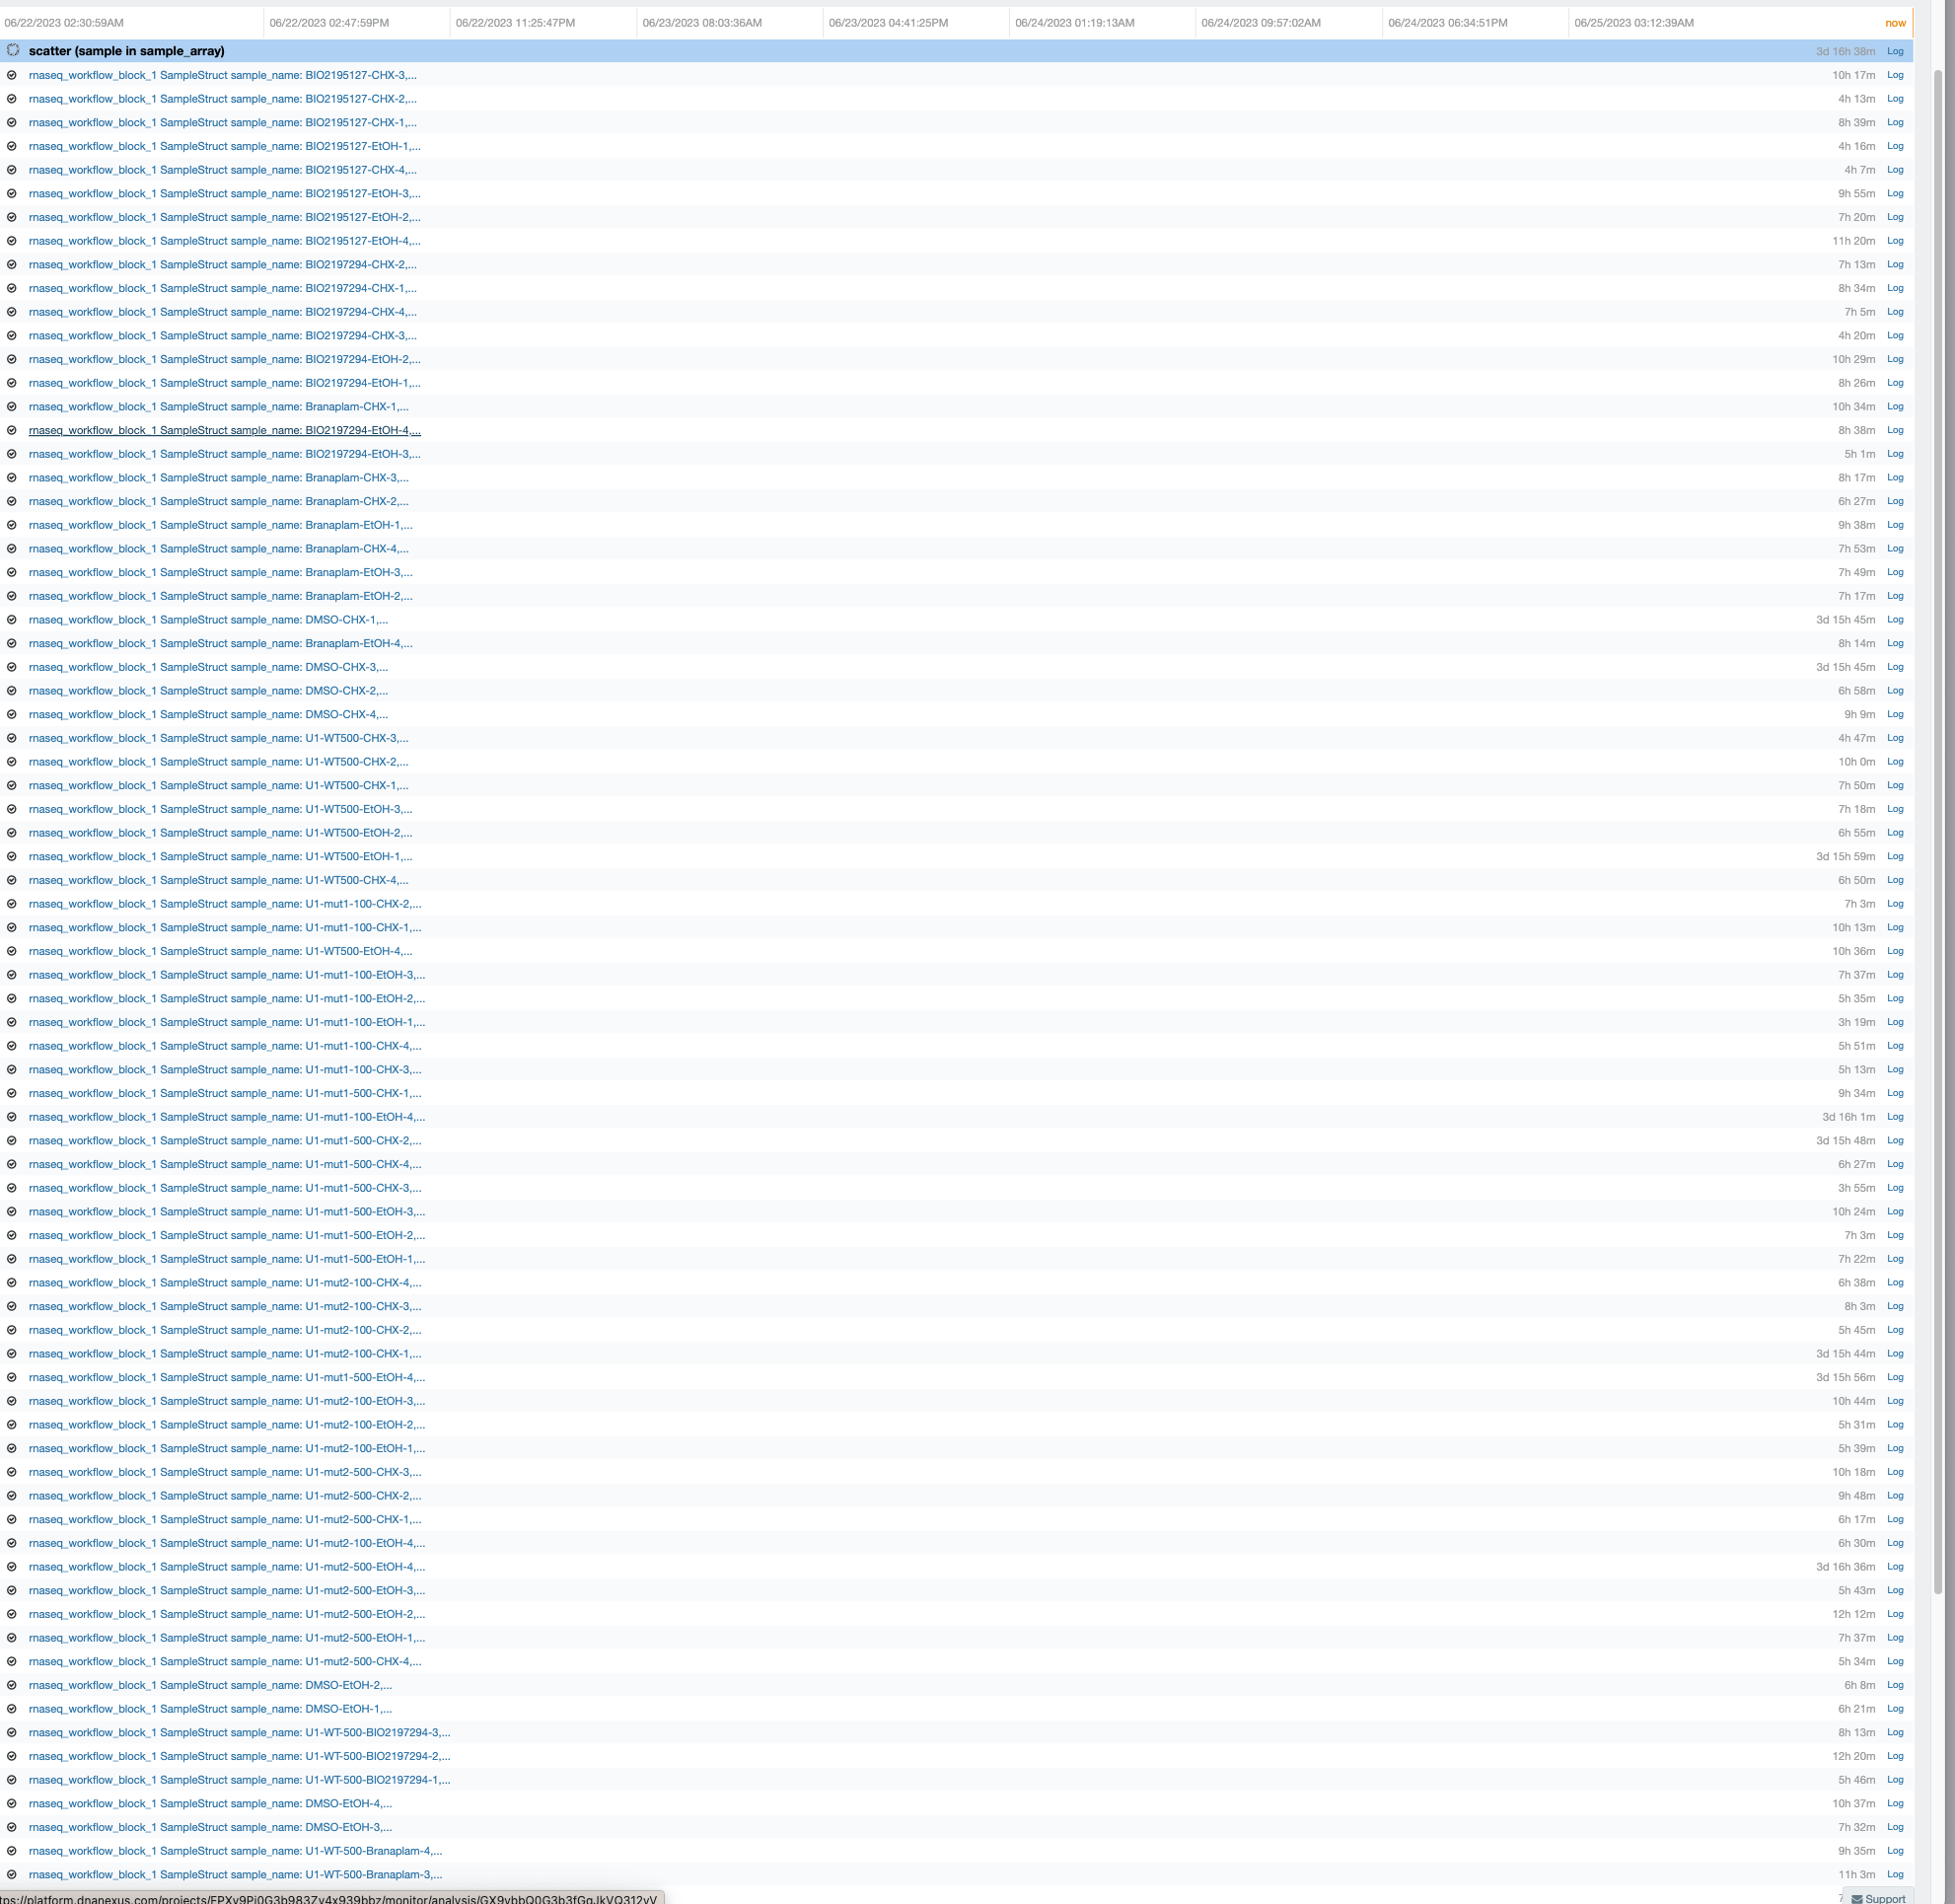 06/22/2023 02:30:59AM 06/22/2023 02:47:59PM 06/22/2023 11:25:47PM 06/23/2023 08:03:36AM 06/23/2023 04:41:25PM 06/24/2023 01:19:13AM 06/24/2023 09:57:02AM 06/24/2023 06:34:51PM 06/25/2023 03:12:39AM now
scatter (sample in sample_array) 3d 16h 38m Log
rnaseq_workflow_block_1 SampleStruct sample_name: BIO2195127-CHX-3,... 10h 17m Log
rnaseq_workflow_block_1 SampleStruct sample_name: BIO2195127-CHX-2,... 4h 13m Log
rnaseq_workflow_block_1 SampleStruct sample_name: BIO2195127-CHX-1,... 8h 39m Log
rnaseq_workflow_block_1 SampleStruct sample_name: BIO2195127-EtOH-1,... 4h 16m Log
rnaseq_workflow_block_1 SampleStruct sample_name: BIO2195127-CHX-4,... 4h 7m Log
rnaseq_workflow_block_1 SampleStruct sample_name: BIO2195127-EtOH-3,... 9h 55m Log
rnaseq_workflow_block_1 SampleStruct sample_name: BIO2195127-EtOH-2,... 7h 20m Log
rnaseq_workflow_block_1 SampleStruct sample_name: BIO2195127-EtOH-4,... 11h 20m Log
rnaseq_workflow_block_1 SampleStruct sample_name: BIO2197294-CHX-2,... 7h 13m Log
rnaseq_workflow_block_1 SampleStruct sample_name: BIO2197294-CHX-1,... 8h 34m Log
rnaseq_workflow_block_1 SampleStruct sample_name: BIO2197294-CHX-4,... 7h 5m Log
rnaseq_workflow_block_1 SampleStruct sample_name: BIO2197294-CHX-3,... 4h 20m Log
rnaseq_workflow_block_1 SampleStruct sample_name: BIO2197294-EtOH-2,... 10h 29m Log
rnaseq_workflow_block_1 SampleStruct sample_name: BIO2197294-EtOH-1,... 8h 26m Log
rnaseq_workflow_block_1 SampleStruct sample_name: Branaplam-CHX-1,... 10h 34m Log
rnaseq_workflow_block_1 SampleStruct sample_name: BIO2197294-EtOH-4,... 8h 38m Log
rnaseq_workflow_block_1 SampleStruct sample_name: BIO2197294-EtOH-3,... 5h 1m Log
rnaseq_workflow_block_1 SampleStruct sample_name: Branaplam-CHX-3,... 8h 17m Log
rnaseq_workflow_block_1 SampleStruct sample_name: Branaplam-CHX-2,... 6h 27m Log
rnaseq_workflow_block_1 SampleStruct sample_name: Branaplam-EtOH-1,... 9h 38m Log
rnaseq_workflow_block_1 SampleStruct sample_name: Branaplam-CHX-4,... 7h 53m Log
rnaseq_workflow_block_1 SampleStruct sample_name: Branaplam-EtOH-3,... 7h 49m Log
rnaseq_workflow_block_1 SampleStruct sample_name: Branaplam-EtOH-2,... 7h 17m Log
rnaseq_workflow_block_1 SampleStruct sample_name: DMSO-CHX-1,... 3d 15h 45m Log
rnaseq_workflow_block_1 SampleStruct sample_name: Branaplam-EtOH-4,... 8h 14m Log
rnaseq_workflow_block_1 SampleStruct sample_name: DMSO-CHX-3,... 3d 15h 45m Log
rnaseq_workflow_block_1 SampleStruct sample_name: DMSO-CHX-2,... 6h 58m Log
rnaseq_workflow_block_1 SampleStruct sample_name: DMSO-CHX-4,... 9h 9m Log
rnaseq_workflow_block_1 SampleStruct sample_name: U1-WT500-CHX-3,... 4h 47m Log
rnaseq_workflow_block_1 SampleStruct sample_name: U1-WT500-CHX-2,... 10h 0m Log
rnaseq_workflow_block_1 SampleStruct sample_name: U1-WT500-CHX-1,... 7h 50m Log
rnaseq_workflow_block_1 SampleStruct sample_name: U1-WT500-EtOH-3,... 7h 18m Log
rnaseq_workflow_block_1 SampleStruct sample_name: U1-WT500-EtOH-2,... 6h 55m Log
rnaseq_workflow_block_1 SampleStruct sample_name: U1-WT500-EtOH-1,... 3d 15h 59m Log
rnaseq_workflow_block_1 SampleStruct sample_name: U1-WT500-CHX-4,... 6h 50m Log
rnaseq_workflow_block_1 SampleStruct sample_name: U1-mut1-100-CHX-2,... 7h 3m Log
rnaseq_workflow_block_1 SampleStruct sample_name: U1-mut1-100-CHX-1,... 10h 13m Log
rnaseq_workflow_block_1 SampleStruct sample_name: U1-WT500-EtOH-4,... 10h 36m Log
rnaseq_workflow_block_1 SampleStruct sample_name: U1-mut1-100-EtOH-3,... 7h 37m Log
rnaseq_workflow_block_1 SampleStruct sample_name: U1-mut1-100-EtOH-2,... 5h 35m Log
rnaseq_workflow_block_1 SampleStruct sample_name: U1-mut1-100-EtOH-1,... 3h 19m Log
rnaseq_workflow_block_1 SampleStruct sample_name: U1-mut1-100-CHX-4,... 5h 51m Log
rnaseq_workflow_block_1 SampleStruct sample_name: U1-mut1-100-CHX-3,... 5h 13m Log
rnaseq_workflow_block_1 SampleStruct sample_name: U1-mut1-500-CHX-1,... 9h 34m Log
rnaseq_workflow_block_1 SampleStruct sample_name: U1-mut1-100-EtOH-4,... 3d 16h 1m Log
rnaseq_workflow_block_1 SampleStruct sample_name: U1-mut1-500-CHX-2,... 3d 15h 48m Log
rnaseq_workflow_block_1 SampleStruct sample_name: U1-mut1-500-CHX-4,... 6h 27m Log
rnaseq_workflow_block_1 SampleStruct sample_name: U1-mut1-500-CHX-3,... 3h 55m Log
rnaseq_workflow_block_1 SampleStruct sample_name: U1-mut1-500-EtOH-3,... 10h 24m Log
rnaseq_workflow_block_1 SampleStruct sample_name: U1-mut1-500-EtOH-2,... 7h 3m Log
rnaseq_workflow_block_1 SampleStruct sample_name: U1-mut1-500-EtOH-1,... 7h 22m Log
rnaseq_workflow_block_1 SampleStruct sample_name: U1-mut2-100-CHX-4,... 6h 38m Log
rnaseq_workflow_block_1 SampleStruct sample_name: U1-mut2-100-CHX-3,... 8h 3m Log
rnaseq_workflow_block_1 SampleStruct sample_name: U1-mut2-100-CHX-2,... 5h 45m Log
rnaseq_workflow_block_1 SampleStruct sample_name: U1-mut2-100-CHX-1,... 3d 15h 44m Log
rnaseq_workflow_block_1 SampleStruct sample_name: U1-mut1-500-EtOH-4,... 3d 15h 56m Log
rnaseq_workflow_block_1 SampleStruct sample_name: U1-mut2-100-EtOH-3,... 10h 44m Log
rnaseq_workflow_block_1 SampleStruct sample_name: U1-mut2-100-EtOH-2,... 5h 31m Log
rnaseq_workflow_block_1 SampleStruct sample_name: U1-mut2-100-EtOH-1,... 5h 39m Log
rnaseq_workflow_block_1 SampleStruct sample_name: U1-mut2-500-CHX-3,... 10h 18m Log
rnaseq_workflow_block_1 SampleStruct sample_name: U1-mut2-500-CHX-2,... 9h 48m Log
rnaseq_workflow_block_1 SampleStruct sample_name: U1-mut2-500-CHX-1,... 6h 17m Log
rnaseq_workflow_block_1 SampleStruct sample_name: U1-mut2-100-EtOH-4,... 6h 30m Log
rnaseq_workflow_block_1 SampleStruct sample_name: U1-mut2-500-EtOH-4,... 3d 16h 36m Log
rnaseq_workflow_block_1 SampleStruct sample_name: U1-mut2-500-EtOH-3,... 5h 43m Log
rnaseq_workflow_block_1 SampleStruct sample_name: U1-mut2-500-EtOH-2,... 12h 12m Log
rnaseq_workflow_block_1 SampleStruct sample_name: U1-mut2-500-EtOH-1,... 7h 37m Log
rnaseq_workflow_block_1 SampleStruct sample_name: U1-mut2-500-CHX-4,... 5h 34m Log
rnaseq_workflow_block_1 SampleStruct sample_name: DMSO-EtOH-2,... 6h 8m Log
rnaseq_workflow_block_1 SampleStruct sample_name: DMSO-EtOH-1,... 6h 21m Log
rnaseq_workflow_block_1 SampleStruct sample_name: U1-WT-500-BIO2197294-3,... 8h 13m Log
rnaseq_workflow_block_1 SampleStruct sample_name: U1-WT-500-BIO2197294-2,... 12h 20m Log
rnaseq_workflow_block_1 SampleStruct sample_name: U1-WT-500-BIO2197294-1,... 5h 46m Log
rnaseq_workflow_block_1 SampleStruct sample_name: DMSO-EtOH-4,... 10h 37m Log
rnaseq_workflow_block_1 SampleStruct sample_name: DMSO-EtOH-3,... 7h 32m Log
rnaseq_workflow_block_1 SampleStruct sample_name: U1-WT-500-Branaplam-4,... 9h 35m Log
rnaseq_workflow_block_1 SampleStruct sample_name: U1-WT-500-Branaplam-3,... 11h 3m Log
Support